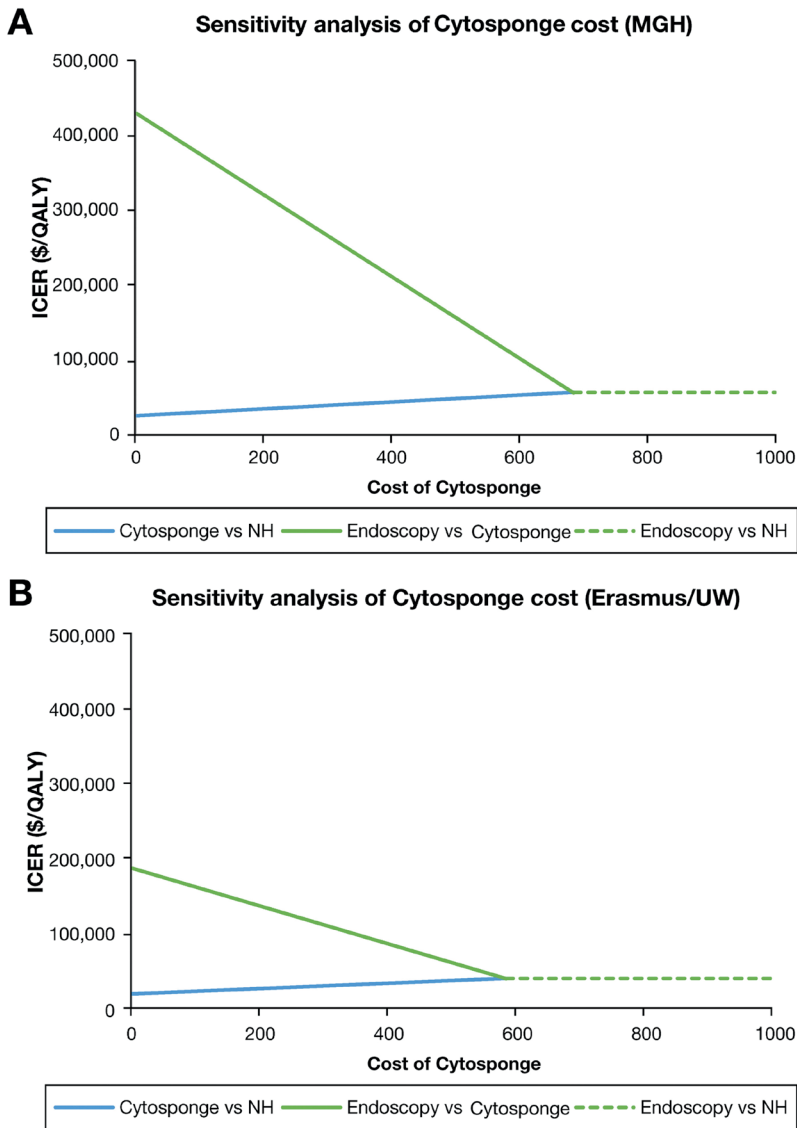 A
Sensitivity analysis of Cytosponge cost (MGH)
500,000
400,000
300,000
200,000
100,000
0
ICER ($/QALY)
0 200 400 600 800 1000
Cost of Cytosponge
Cytosponge vs NH Endoscopy vs Cytosponge Endoscopy vs NH
B
Sensitivity analysis of Cytosponge cost (Erasmus/UW)
500,000
400,000
300,000
200,000
100,000
0
ICER ($/QALY)
0 200 400 600 800 1000
Cost of Cytosponge
Cytosponge vs NH Endoscopy vs Cytosponge Endoscopy vs NH